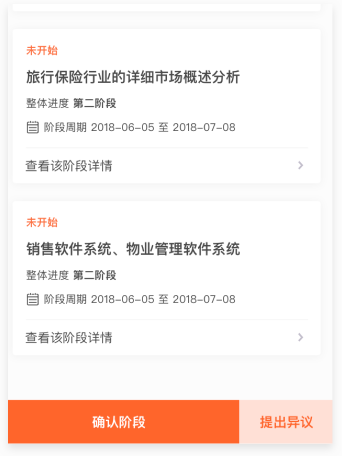 未开始
旅行保险行业的详细市场概述分析
整体进度 第二阶段
阶段周期 2018-06-05 至 2018-07-08
查看该阶段详情
未开始
销售软件系统、物业管理软件系统
整体进度 第二阶段
阶段周期 2018-06-05 至 2018-07-08
查看该阶段详情
确认阶段
提出异议